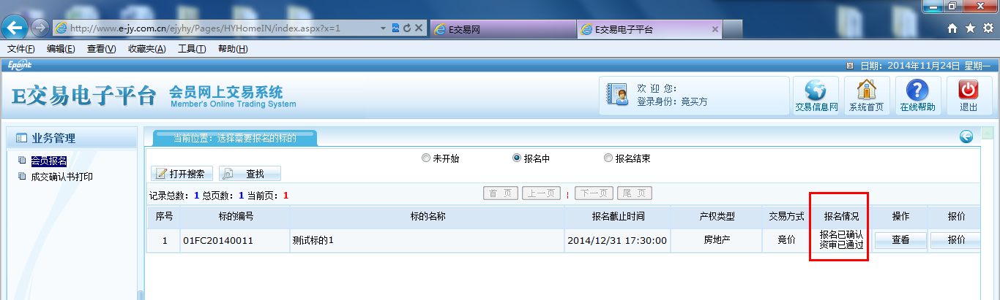 http://www.e-jy.com.cn/ejyhy/Pages/HYHomeIN/index.aspx?x=1
E交易网
E交易电子平台
文件(F) 编辑(E) 查看(V) 收藏夹(A) 工具(T) 帮助(H)
Epoint
日期：2014年11月24日 星期一
E交易电子平台
会员网上交易系统
Member's Online Trading System
欢 迎 您:
登录身份: 竞买方
交易信息网 系统首页 在线帮助 退出
业务管理
会员报名
成交确认书打印
当前位置：选择需要报名的标的
未开始 报名中 报名结束
打开搜索 查找
记录总数: 1 总页数: 1 当前页: 1
首 页 上一页 ¦ 下一页 尾 页
序号 标的编号 标的名称 报名截止时间 产权类型 交易方式 报名情况 操作 报价
1 01FC20140011 测试标的1 2014/12/31 17:30:00 房地产 竞价 报名已确认 查看 报价
资审已通过